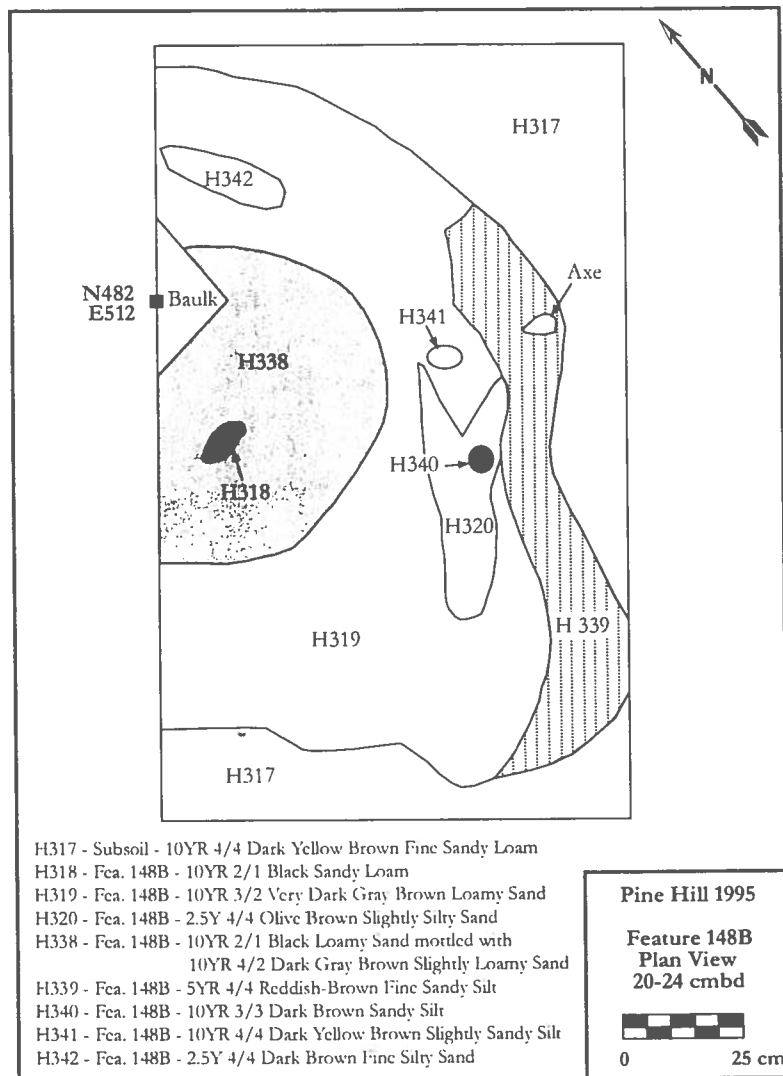 N
H317
H342
Axe
N482
E512
Baulk
H341
H338
H340
H318
H320
H319
H 339
H317
H317 - Subsoil - 10YR 4/4 Dark Yellow Brown Fine Sandy Loam
H318 - Fea. 148B - 10YR 2/1 Black Sandy Loam
H319 - Fea. 148B - 10YR 3/2 Very Dark Gray Brown Loamy Sand
H320 - Fea. 148B - 2.5Y 4/4 Olive Brown Slightly Silty Sand
H338 - Fea. 148B - 10YR 2/1 Black Loamy Sand mottled with
10YR 4/2 Dark Gray Brown Slightly Loamy Sand
H339 - Fea. 148B - 5YR 4/4 Reddish-Brown Fine Sandy Silt
H340 - Fea. 148B - 10YR 3/3 Dark Brown Sandy Silt
H341 - Fea. 148B - 10YR 4/4 Dark Yellow Brown Slightly Sandy Silt
H342 - Fea. 148B - 2.5Y 4/4 Dark Brown Fine Silty Sand
Pine Hill 1995
Feature 148B
Plan View
20-24 cmbd
0 25 cm